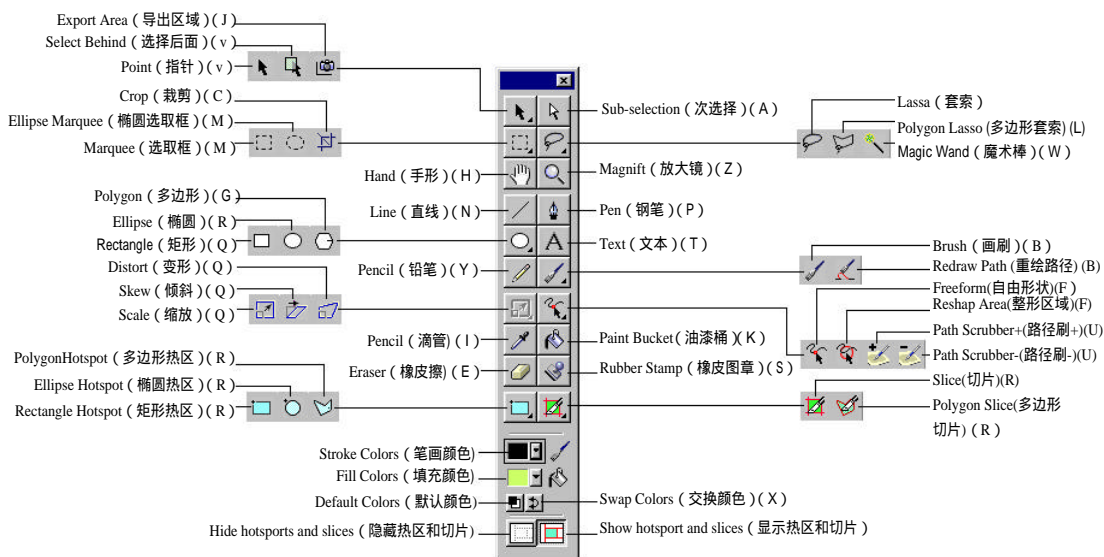 Export Area（导出区域）( J )
Select Behind（选择后面）( v )
Point（指针）( v )
Crop（裁剪）( C )
Ellipse Marquee（椭圆选取框）( M )
Marquee（选取框）( M )
Hand（手形）( H )
Polygon（多边形）( G
Line（直线）( N )
Ellipse（椭圆）( R )
Rectangle（矩形）( Q )
Distort（变形）( Q )
Pencil（铅笔）( Y )
Skew（倾斜）( Q )
Scale（缩放）( Q )
Pencil（滴管）( I )
PolygonHotspot（多边形热区）( R )
Eraser（橡皮擦）( E )
Ellipse Hotspot（椭圆热区）( R )
Rectangle Hotspot（矩形热区）( R )
Stroke Colors（笔画颜色)
Fill Colors（填充颜色)
Default Colors（默认颜色)
Hide hotsports and slices（隐藏热区和切片）
Sub-selection（次选择）( A )
Magnift（放大镜）( Z )
Pen（钢笔）( P )
Text（文本）( T )
Paint Bucket（油漆桶）( K )
Rubber Stamp（橡皮图章）( S )
Swap Colors（交换颜色）( X )
Show hotsport and slices（显示热区和切片）
Lassa（套索）
Polygon Lasso (多边形套索) (L)
Magic Wand（魔术棒）( W )
Brush（画刷）( B )
Redraw Path (重绘路径) (B)
Freeform(自由形状)(F )
Reshap Area(整形区域)(F)
Path Scrubber+(路径刷+)(U)
Path Scrubber-(路径刷-)(U)
Slice(切片)(R)
Polygon Slice(多边形
切片)（ R ）